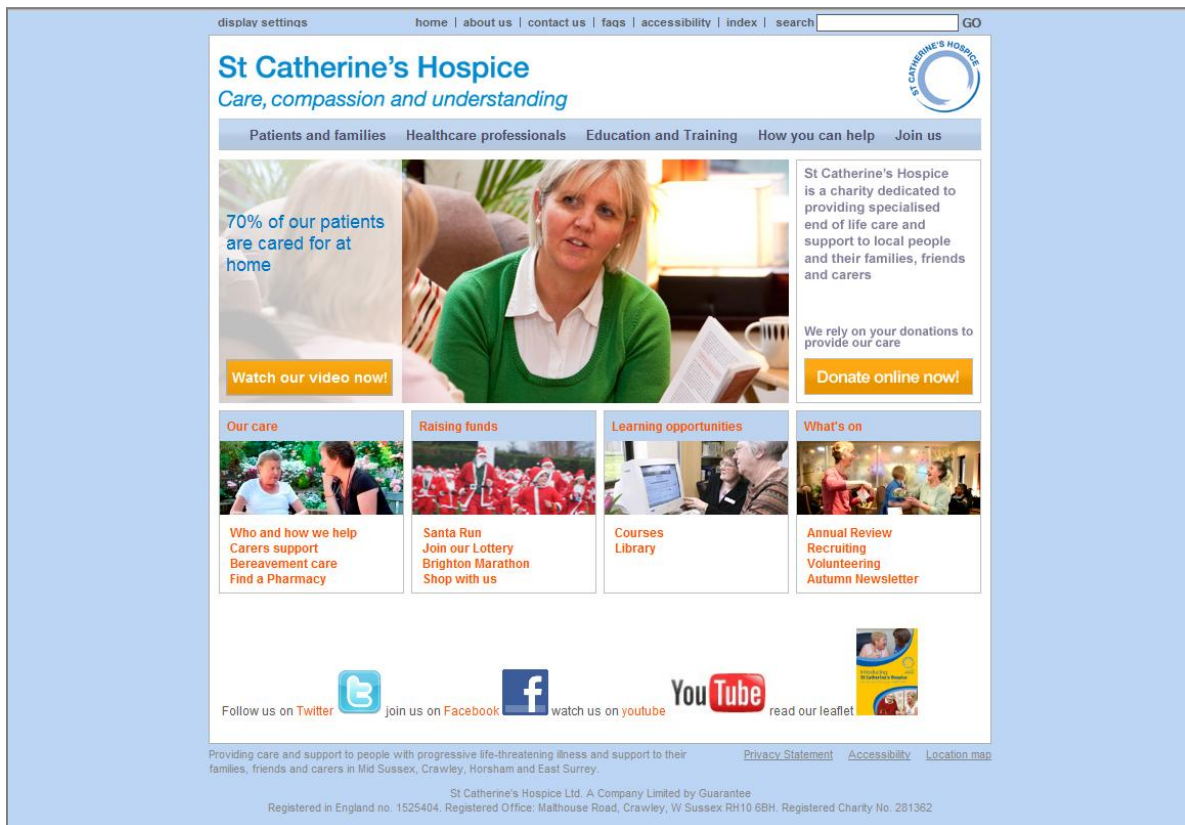 display settings
home | about us | contact us | faqs | accessibility | index | search GO
St Catherine's Hospice
Care, compassion and understanding
ST CATHERINE'S HOSPICE
Patients and families Healthcare professionals Education and Training How you can help Join us
70% of our patients
are cared for at
home
Watch our video now!
St Catherine's Hospice
is a charity dedicated to
providing specialised
end of life care and
support to local people
and their families, friends
and carers
We rely on your donations to
provide our care
Donate online now!
Our care
Who and how we help
Carers support
Bereavement care
Find a Pharmacy
Raising funds
Santa Run
Join our Lottery
Brighton Marathon
Shop with us
Learning opportunities
Courses
Library
What's on
Annual Review
Recruiting
Volunteering
Autumn Newsletter
Follow us on Twitter join us on Facebook watch us on youtube YouTube read our leaflet
Introducing
St Catherine's Hospice
Providing care and support to people with progressive life-threatening illness and support to their
families, friends and carers in Mid Sussex, Crawley, Horsham and East Surrey.
Privacy Statement Accessibility Location map
St Catherine's Hospice Ltd. A Company Limited by Guarantee
Registered in England no. 1525404. Registered Office: Malthouse Road, Crawley, W Sussex RH10 6BH. Registered Charity No. 281362